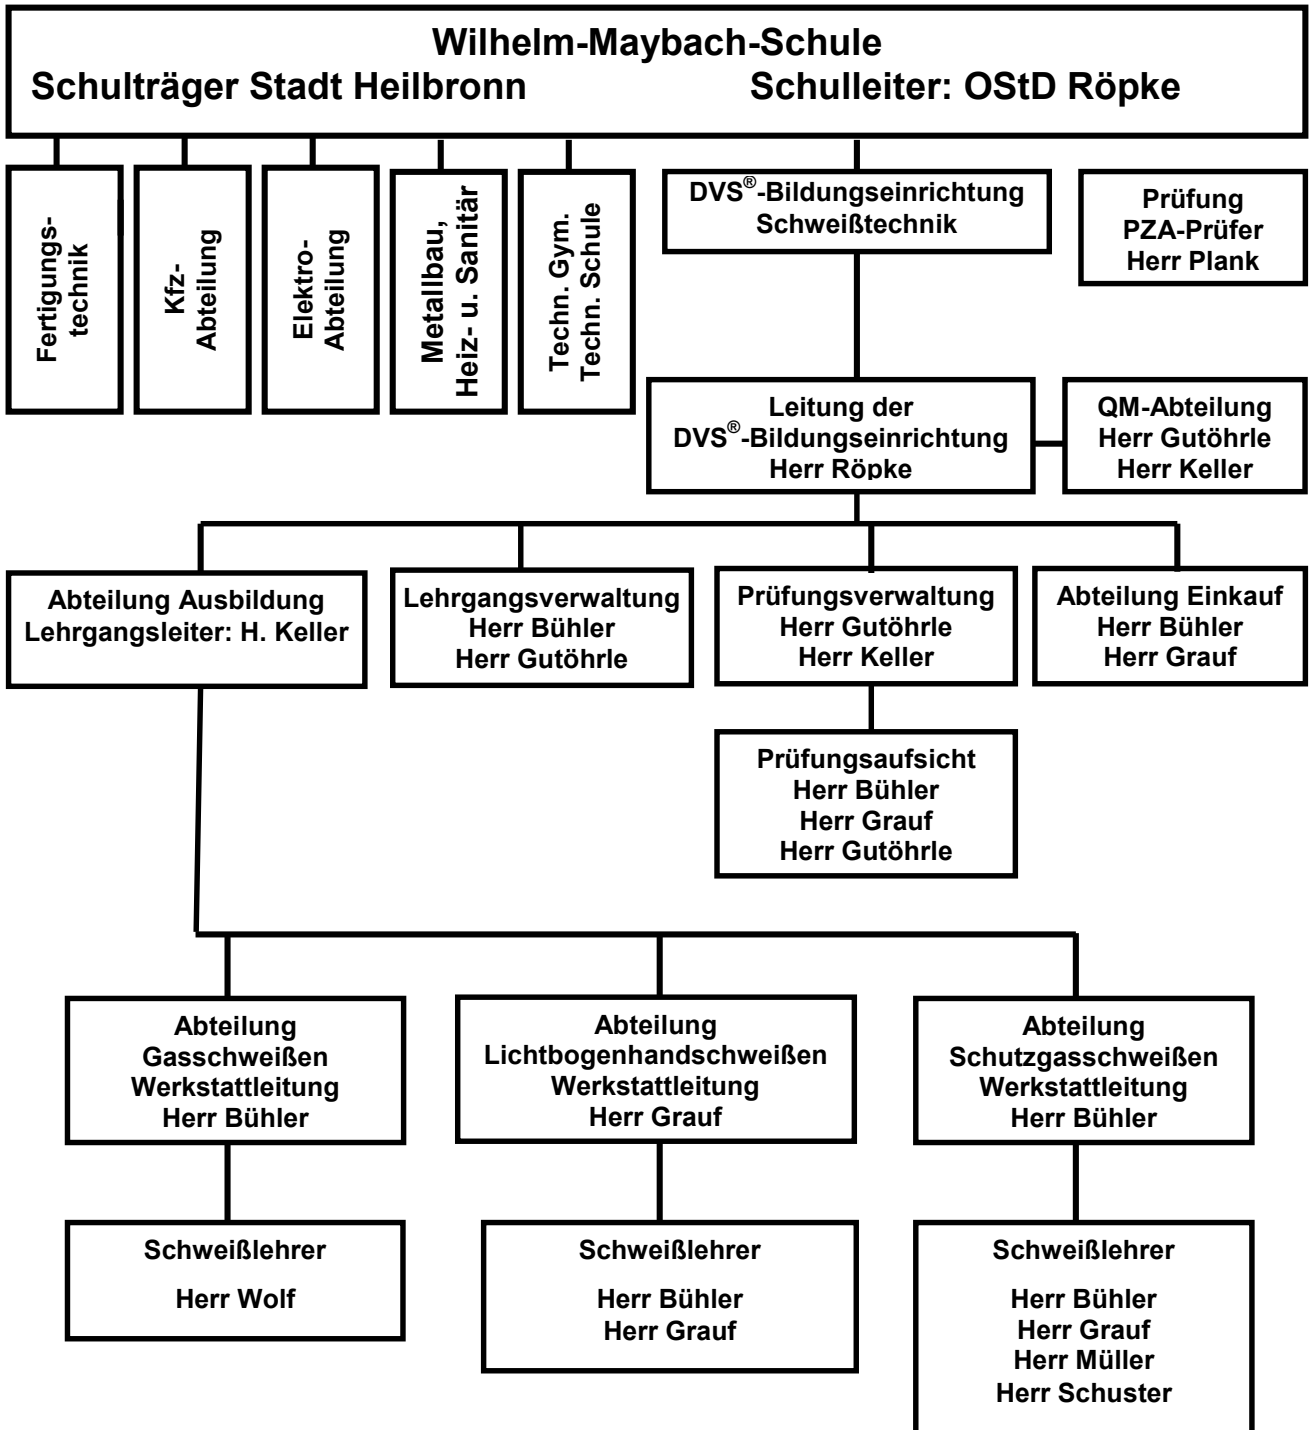 Wilhelm-Maybach-Schule
Schulträger Stadt Heilbronn Schulleiter: OStD Röpke
Fertigungs-
technik
Kfz-
Abteilung
Elektro-
Abteilung
Metallbau,
Heiz- u. Sanitär
Techn. Gym.
Techn. Schule
DVS®-Bildungseinrichtung
Schweißtechnik
Prüfung
PZA-Prüfer
Herr Plank
Leitung der
DVS®-Bildungseinrichtung
Herr Röpke
QM-Abteilung
Herr Gutöhrle
Herr Keller
Abteilung Ausbildung
Lehrgangsleiter: H. Keller
Lehrgangsverwaltung
Herr Bühler
Herr Gutöhrle
Prüfungsverwaltung
Herr Gutöhrle
Herr Keller
Abteilung Einkauf
Herr Bühler
Herr Grauf
Prüfungsaufsicht
Herr Bühler
Herr Grauf
Herr Gutöhrle
Abteilung
Gasschweißen
Werkstattleitung
Herr Bühler
Abteilung
Lichtbogenhandschweißen
Werkstattleitung
Herr Grauf
Abteilung
Schutzgasschweißen
Werkstattleitung
Herr Bühler
Schweißlehrer
Herr Wolf
Schweißlehrer
Herr Bühler
Herr Grauf
Schweißlehrer
Herr Bühler
Herr Grauf
Herr Müller
Herr Schuster